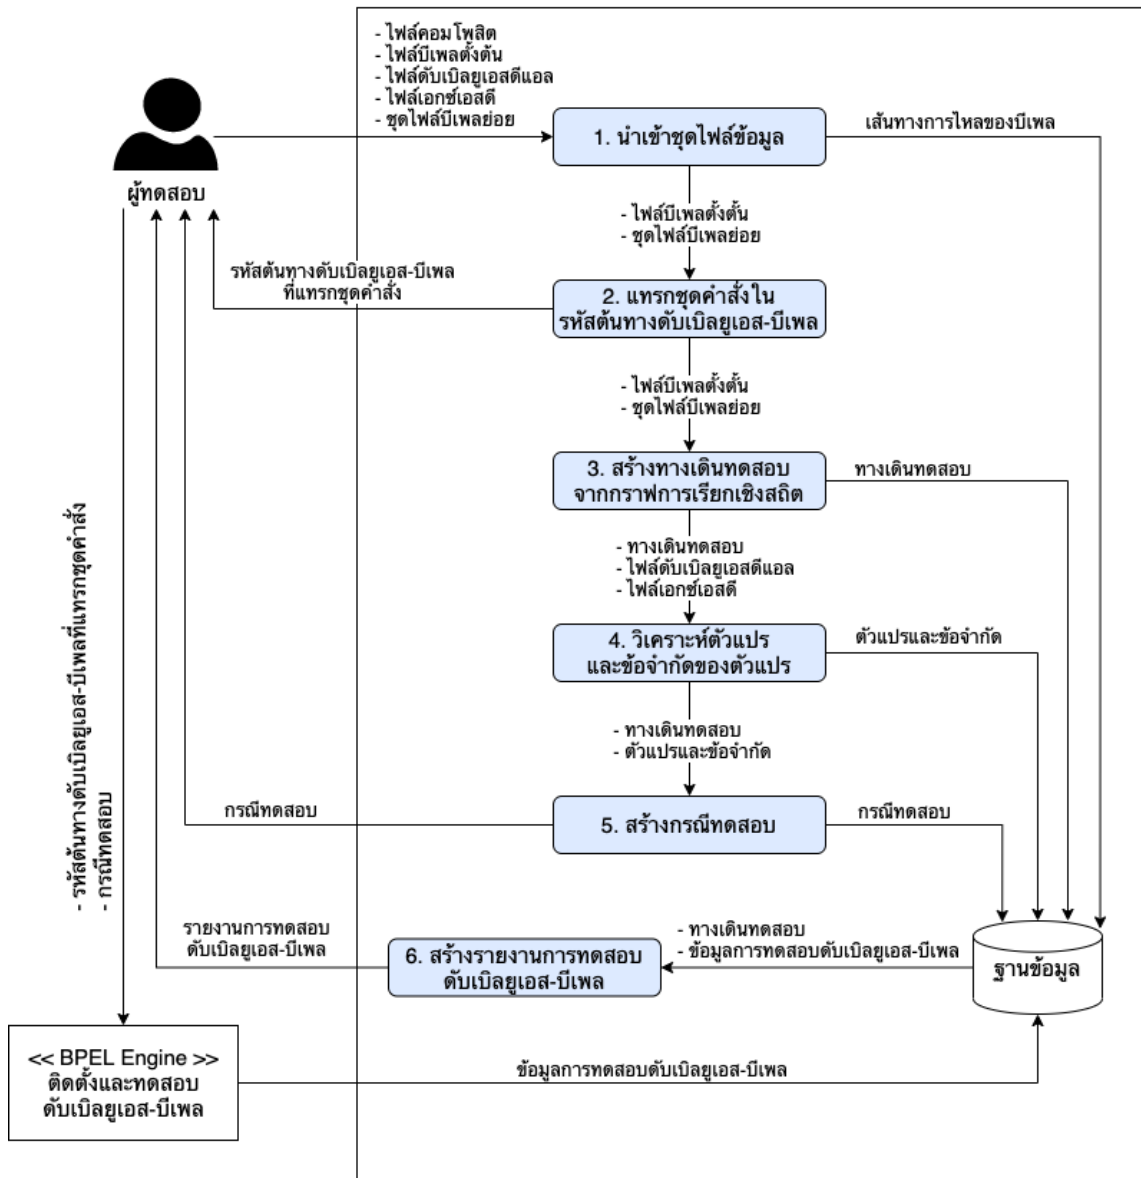 - ไฟล์คอมโพสิต
- ไฟล์บีเพลตั้งต้น
- ไฟล์ดับเบิลยูเอสดีแอล
- ไฟล์เอกซ์เอสดี
- ชุดไฟล์บีเพลย่อย
1. นำเข้าชุดไฟล์ข้อมูล
เส้นทางการไหลของบีเพล
ผู้ทดสอบ
- ไฟล์บีเพลตั้งตั้น
- ชุดไฟล์บีเพลย่อย
รหัสต้นทางดับเบิลยูเอส-บีเพล
ที่แทรกชุดคำสั่ง
2. แทรกชุดคำสั่งใน
รหัสต้นทางดับเบิลยูเอส-บีเพล
- ไฟล์บีเพลตั้งตั้น
- ชุดไฟล์บีเพลย่อย
3. สร้างทางเดินทดสอบ
จากกราฟการเรียกเชิงสถิต
ทางเดินทดสอบ
- ทางเดินทดสอบ
- ไฟล์ดับเบิลยูเอสดีแอล
- ไฟล์เอกซ์เอสดี
- รหัสต้นทางดับเบิลยูเอส-บีเพลที่แทรกชุดคำสั่ง
- กรณีทดสอบ
4. วิเคราะห์ตัวแปร
และข้อจำกัดของตัวแปร
ตัวแปรและข้อจำกัด
- ทางเดินทดสอบ
- ตัวแปรและข้อจำกัด
กรณีทดสอบ
5. สร้างกรณีทดสอบ
กรณีทดสอบ
รายงานการทดสอบ
ดับเบิลยูเอส-บีเพล
6. สร้างรายงานการทดสอบ
ดับเบิลยูเอส-บีเพล
- ทางเดินทดสอบ
- ข้อมูลการทดสอบดับเบิลยูเอส-บีเพล
ฐานข้อมูล
<< BPEL Engine >>
ติดตั้งและทดสอบ
ดับเบิลยูเอส-บีเพล
ข้อมูลการทดสอบดับเบิลยูเอส-บีเพล